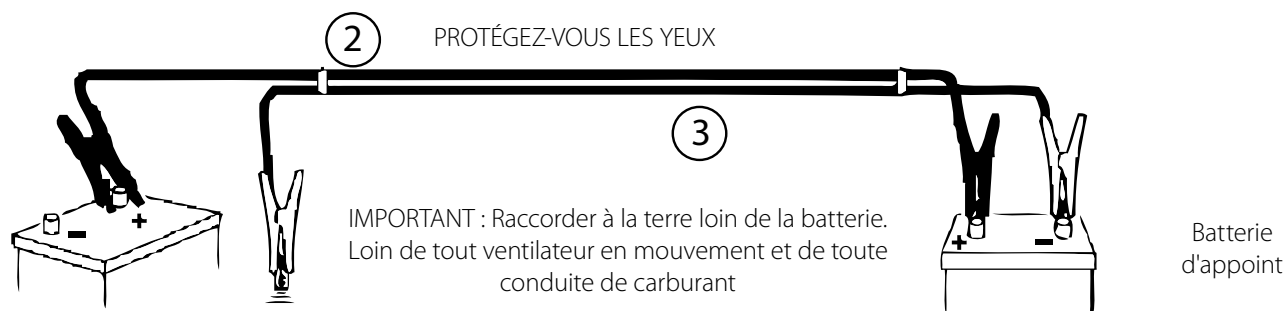 2
PROTÉGEZ-VOUS LES YEUX
3
IMPORTANT : Raccorder à la terre loin de la batterie.
Loin de tout ventilateur en mouvement et de toute
conduite de carburant
- +
+ -
Batterie
d'appoint